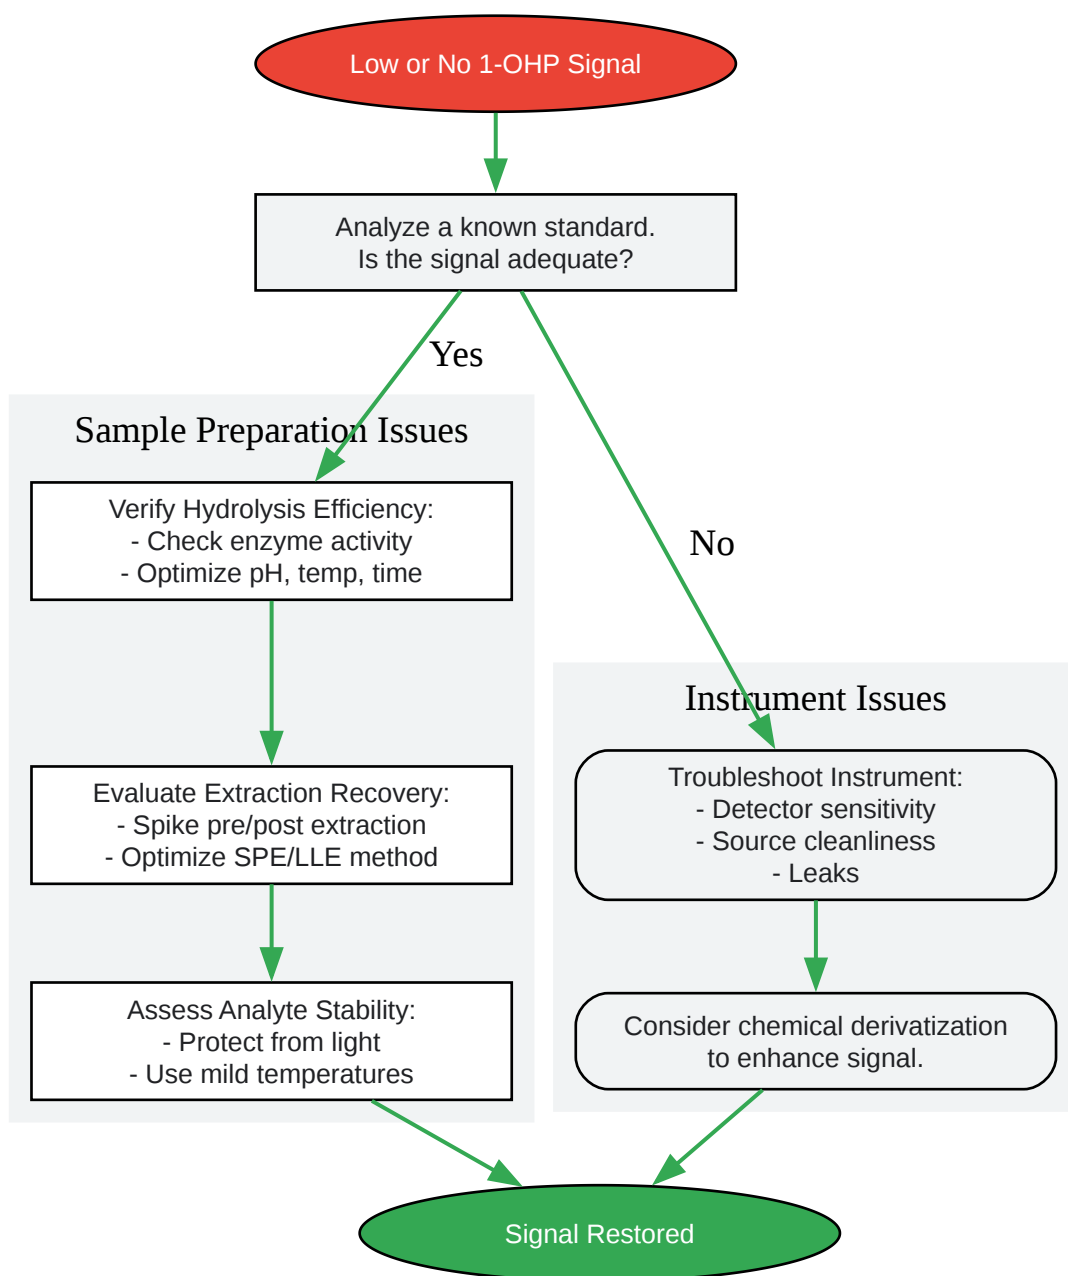 Low or No 1-OHP Signal
Analyze a known standard.
Is the signal adequate?
Yes
Sample Preparation Issues
Verify Hydrolysis Efficiency:
- Check enzyme activity
- Optimize pH, temp, time
Evaluate Extraction Recovery:
- Spike pre/post extraction
- Optimize SPE/LLE method
Assess Analyte Stability:
- Protect from light
- Use mild temperatures
No
Instrument Issues
Troubleshoot Instrument:
- Detector sensitivity
- Source cleanliness
- Leaks
Consider chemical derivatization
to enhance signal.
Signal Restored